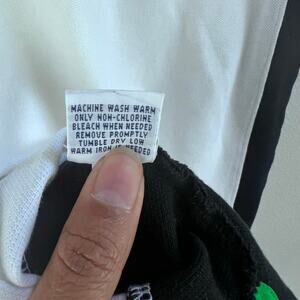 MACHINE WASH WARM
ONLY NON-CHLORINE
BLEACH WHEN NEEDED
REMOVE PROMPTLY
TUMBLE DRY LOW
WARM IRON IF NEEDED